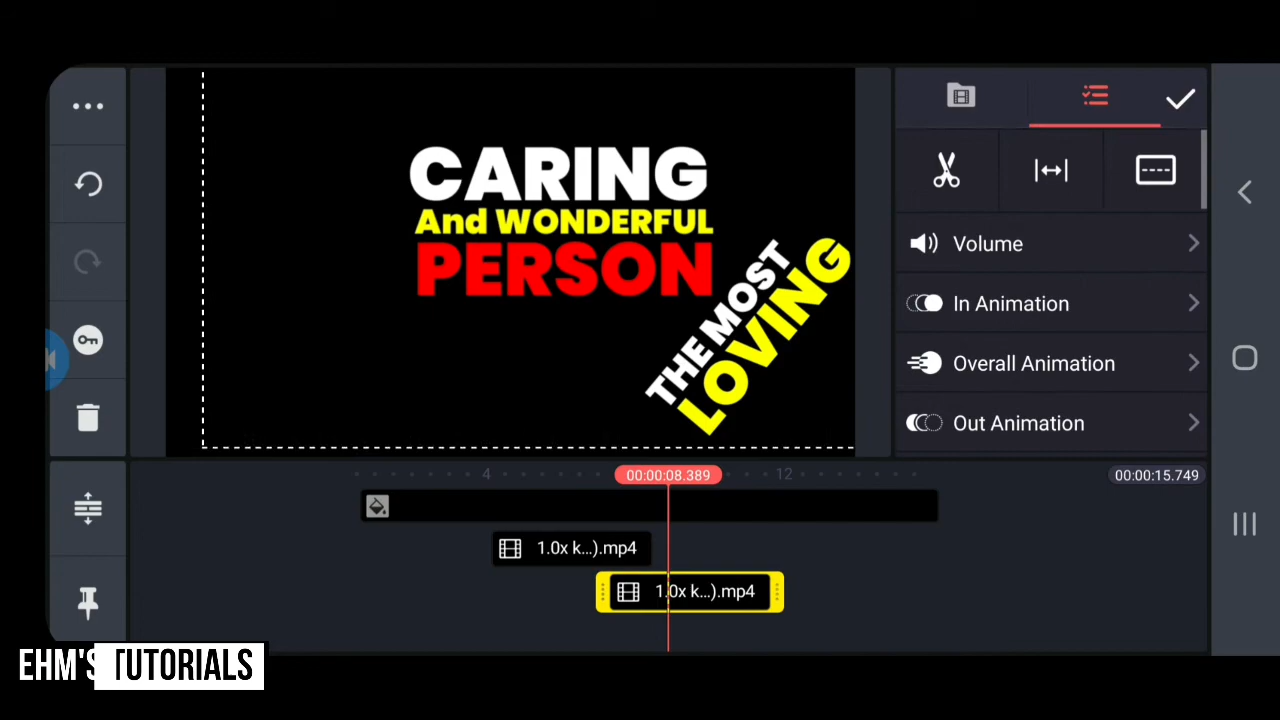 CARING
And WONDERFUL
PERSON
THE MOST
LOVING
Volume
In Animation
Overall Animation
Out Animation
4
00:00:08.389
12
00:00:15.749
1.0x k...).mp4
1.0x k...).mp4
EHM'S TUTORIALS